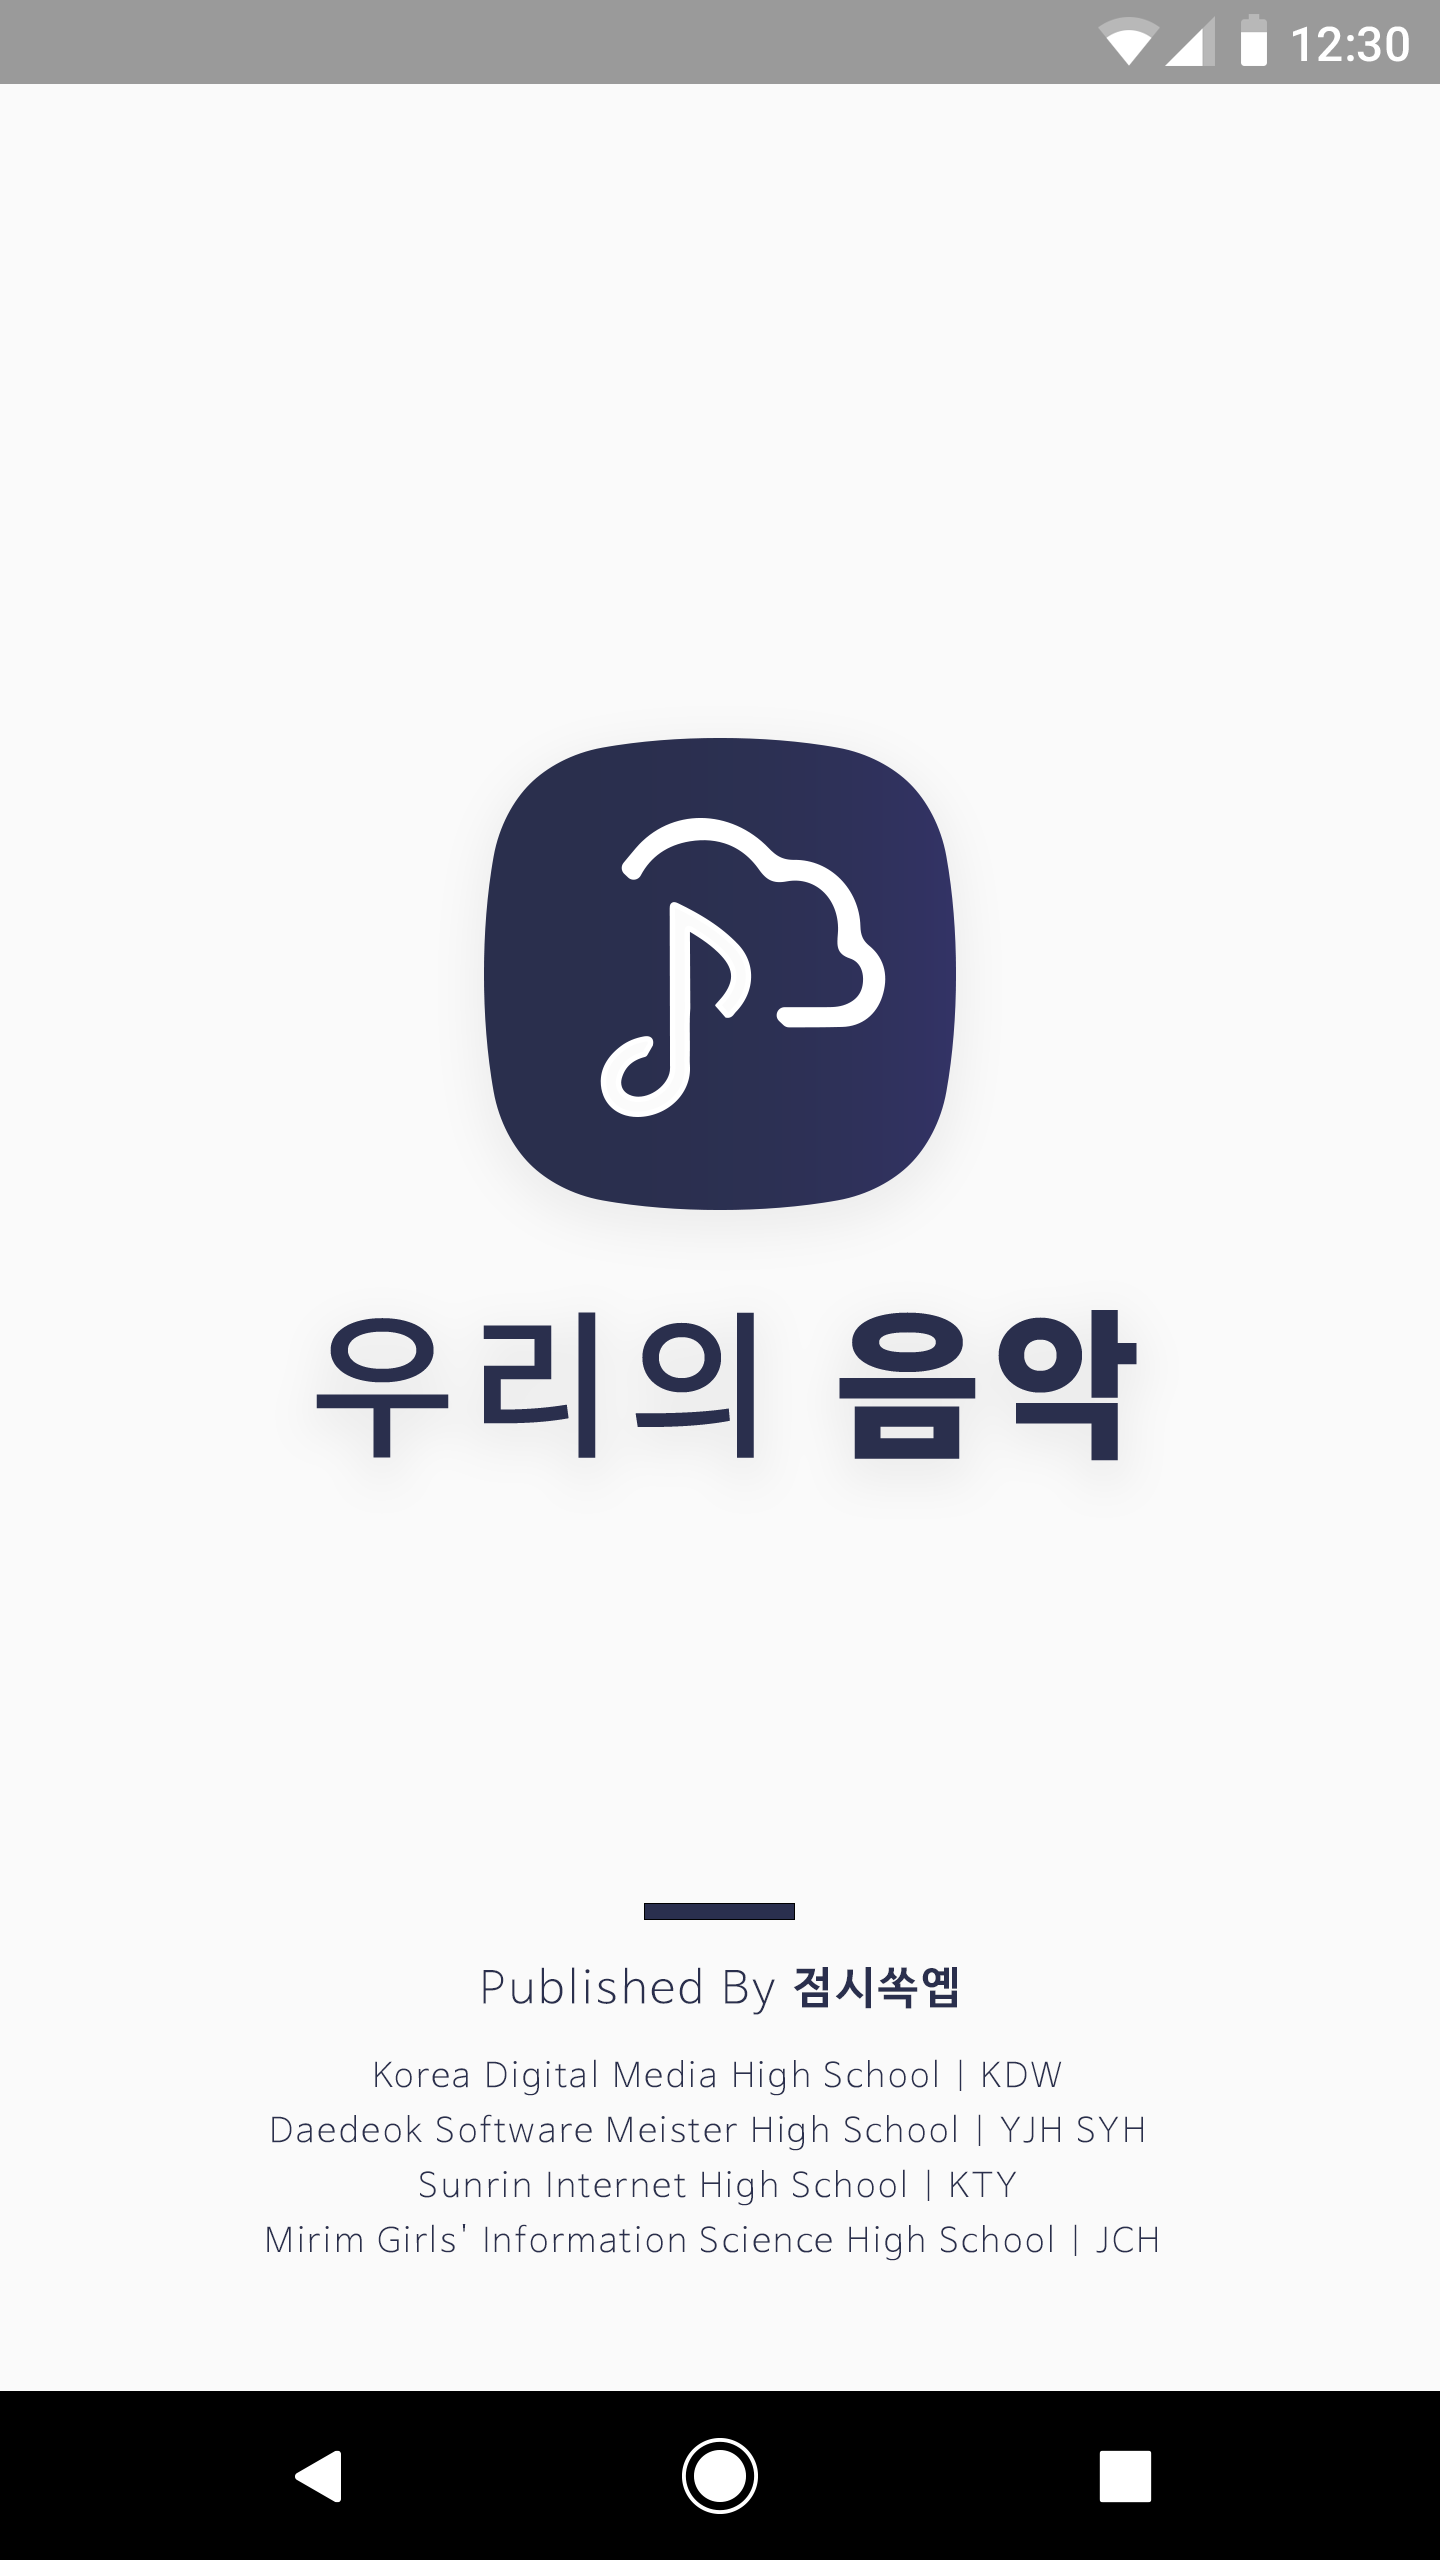 12:30
우리의 음악
Published By 점시쏙옙
Korea Digital Media High School | KDW
Daedeok Software Meister High School | YJH SYH
Sunrin Internet High School | KTY
Mirim Girls' Information Science High School | JCH